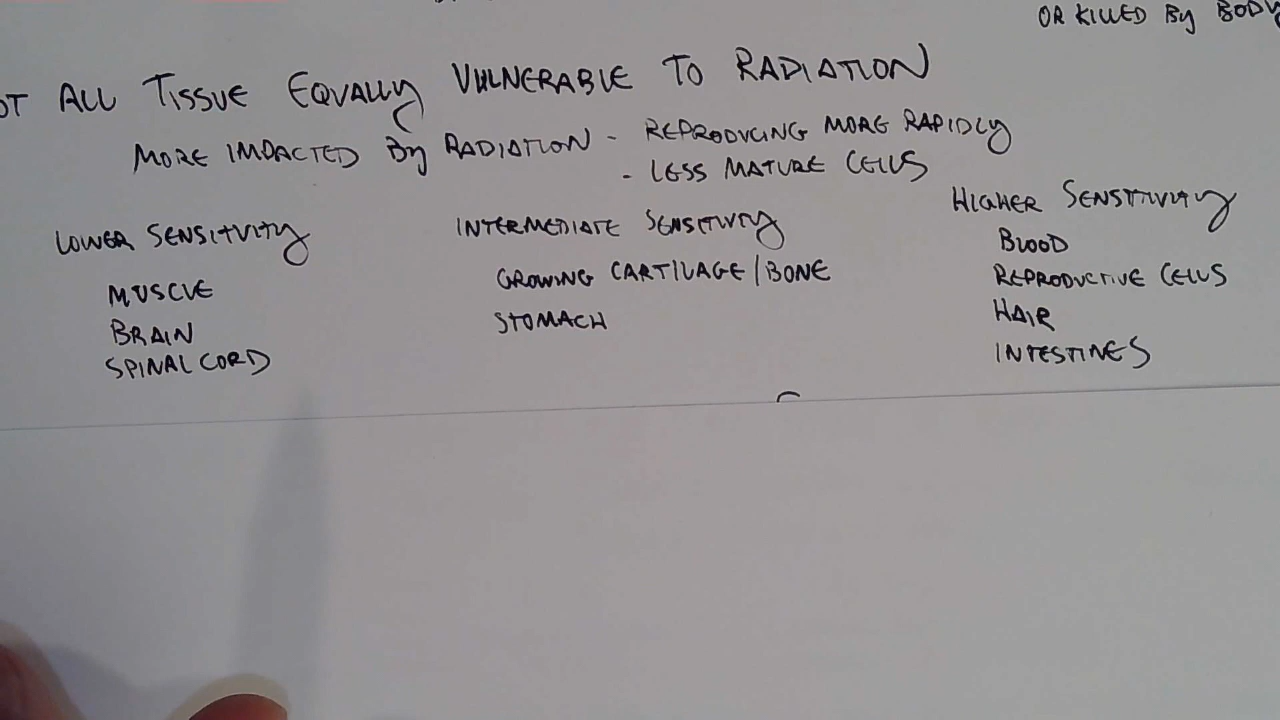 OR KILLED BY BODY
OT ALL TISSUE EQUALLY VULNERABLE TO RADIATION
MORE IMPACTED BY RADIATION - REPRODUCING MORE RAPIDLY
- LESS MATURE CELLS
LOWER SENSITIVITY
MUSCLE
BRAIN
SPINAL CORD
INTERMEDIATE SENSITIVITY
GROWING CARTILAGE/BONE
STOMACH
HIGHER SENSITIVITY
BLOOD
REPRODUCTIVE CELLS
HAIR
INTESTINES